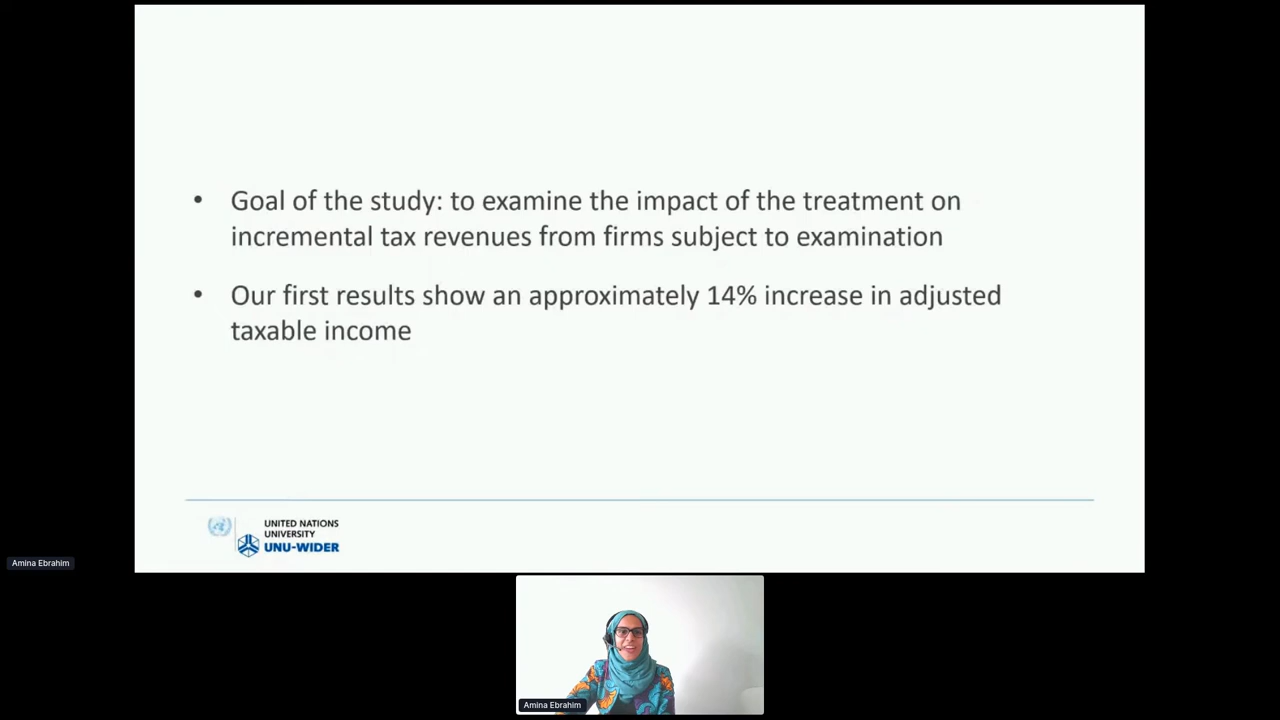 • Goal of the study: to examine the impact of the treatment on
incremental tax revenues from firms subject to examination
• Our first results show an approximately 14% increase in adjusted
taxable income
UNITED NATIONS
UNIVERSITY
UNU-WIDER
Amina Ebrahim
Amina Ebrahim